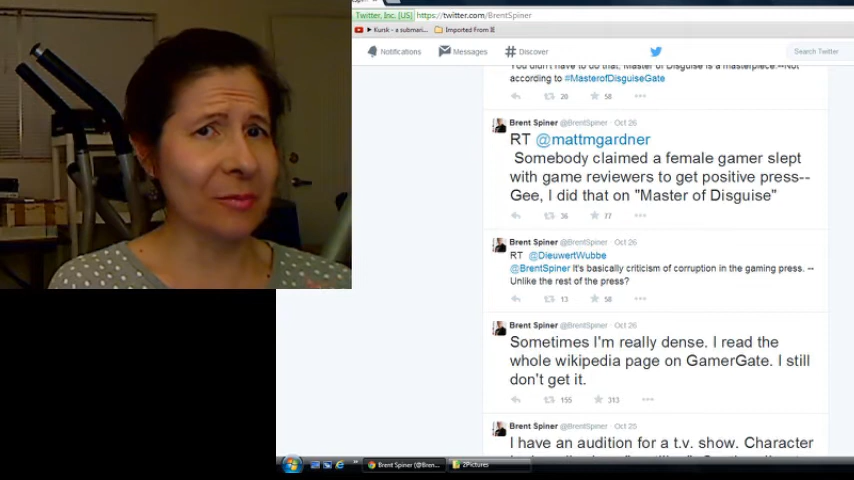 Twitter, Inc. [US] https://twitter.com/BrentSpiner
Kursk - a submari... Imported From IE
Notifications Messages Discover Search Twitter
You didn't have to do that, Master of Disguise is a masterpiece.--Not
according to #MasterofDisguiseGate
20 58
Brent Spiner @BrentSpiner · Oct 26
RT @mattmgardner
Somebody claimed a female gamer slept
with game reviewers to get positive press--
Gee, I did that on "Master of Disguise"
36 77
Brent Spiner @BrentSpiner · Oct 26
RT @DieuwertWubbe
@BrentSpiner It's basically criticism of corruption in the gaming press. --
Unlike the rest of the press?
13 58
Brent Spiner @BrentSpiner · Oct 26
Sometimes I'm really dense. I read the
whole wikipedia page on GamerGate. I still
don't get it.
155 313
Brent Spiner @BrentSpiner · Oct 25
I have an audition for a t.v. show. Character
Brent Spiner (@Bren... 2Pictures